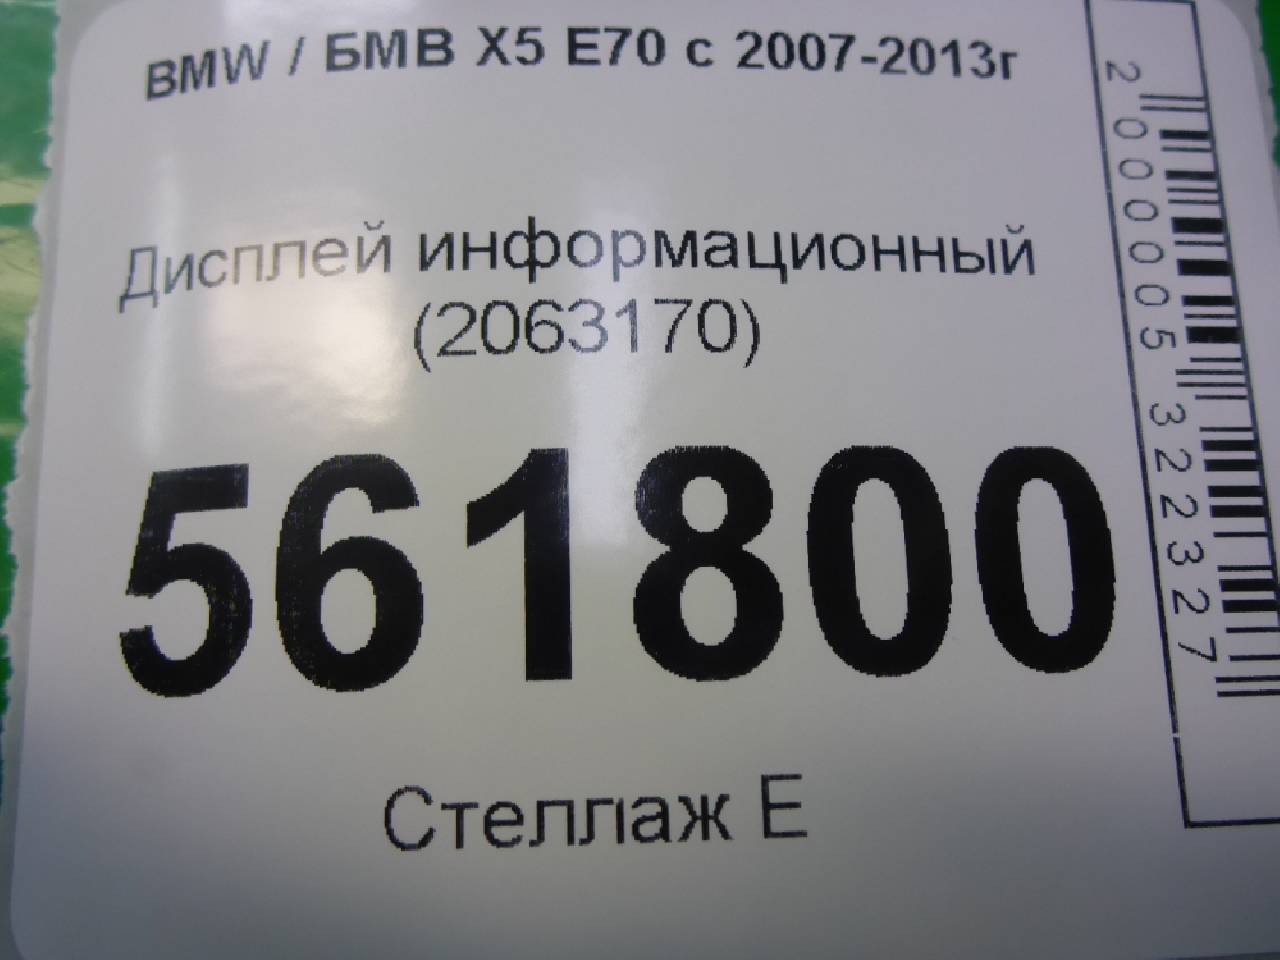 BMW / БМВ X5 E70 с 2007-2013г
Дисплей информационный
(2063170)
561800
Стеллаж Е
2000005322327